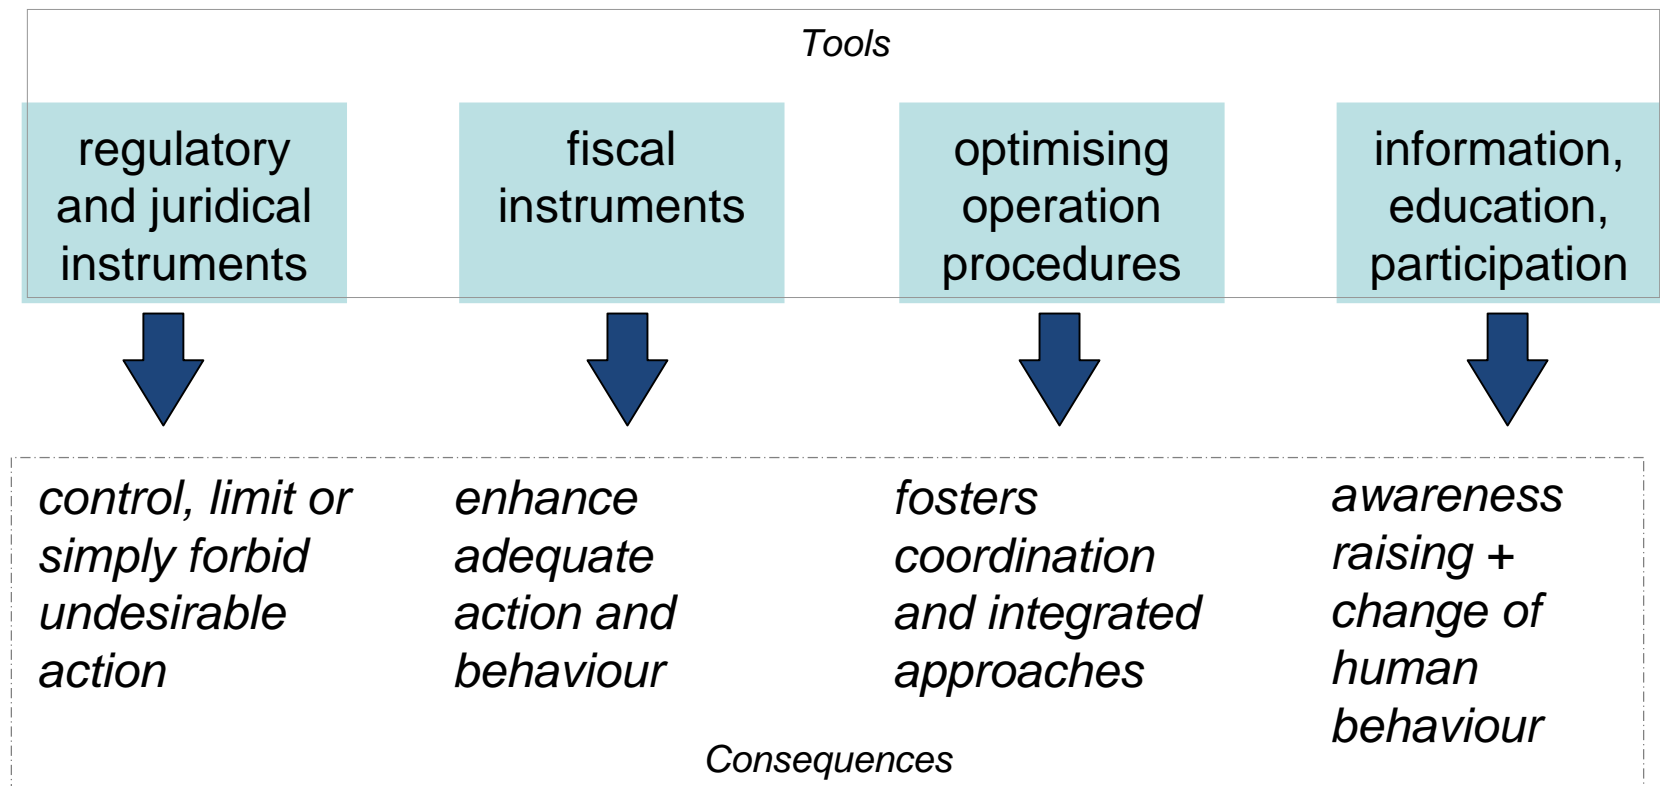 Tools
regulatory
and juridical
instruments
fiscal
instruments
optimising
operation
procedures
information,
education,
participation
control, limit or
simply forbid
undesirable
action
enhance
adequate
action and
behaviour
fosters
coordination
and integrated
approaches
awareness
raising +
change of
human
behaviour
Consequences